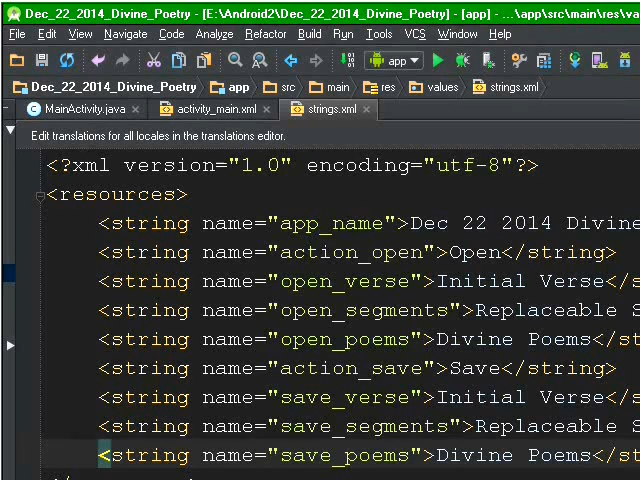 Dec_22_2014_Divine_Poetry - [E:\Android2\Dec_22_2014_Divine_Poetry] - [app] - ...\app\src\main\res\va
File Edit View Navigate Code Analyze Refactor Build Run Tools VCS Window Help
app
Dec_22_2014_Divine_Poetry app src main res values strings.xml
MainActivity.java × activity_main.xml × strings.xml ×
Edit translations for all locales in the translations editor.
<?xml version="1.0" encoding="utf-8"?>
<resources>
<string name="app_name">Dec 22 2014 Divine
<string name="action_open">Open</string>
<string name="open_verse">Initial Verse</s
<string name="open_segments">Replaceable S
<string name="open_poems">Divine Poems</st
<string name="action_save">Save</string>
<string name="save_verse">Initial Verse</s
<string name="save_segments">Replaceable S
<string name="save_poems">Divine Poems</st